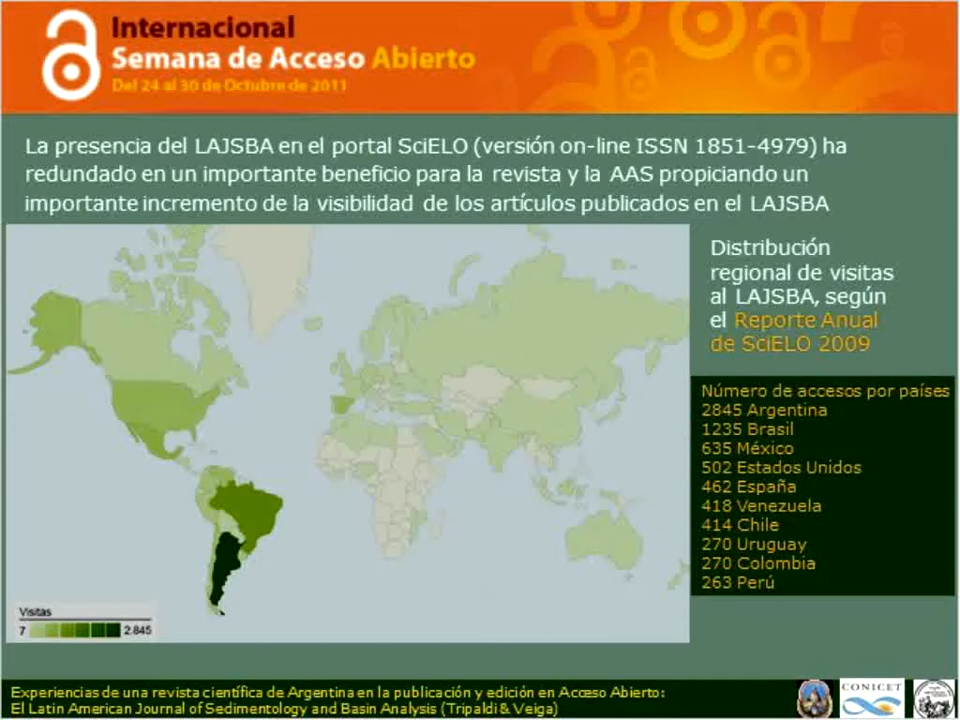 Internacional
Semana de Acceso Abierto
Del 24 al 30 de Octubre de 2011
La presencia del LAJSBA en el portal SciELO (versión on-line ISSN 1851-4979) ha
redundado en un importante beneficio para la revista y la AAS propiciando un
importante incremento de la visibilidad de los artículos publicados en el LAJSBA
Distribución
regional de visitas
al LAJSBA, según
el Reporte Anual
de SciELO 2009
Número de accesos por países
2845 Argentina
1235 Brasil
635 México
502 Estados Unidos
462 España
418 Venezuela
414 Chile
270 Uruguay
270 Colombia
263 Perú
Visitas
7 2.845
Experiencias de una revista científica de Argentina en la publicación y edición en Acceso Abierto:
El Latin American Journal of Sedimentology and Basin Analysis (Tripaldi & Veiga)
CONICET